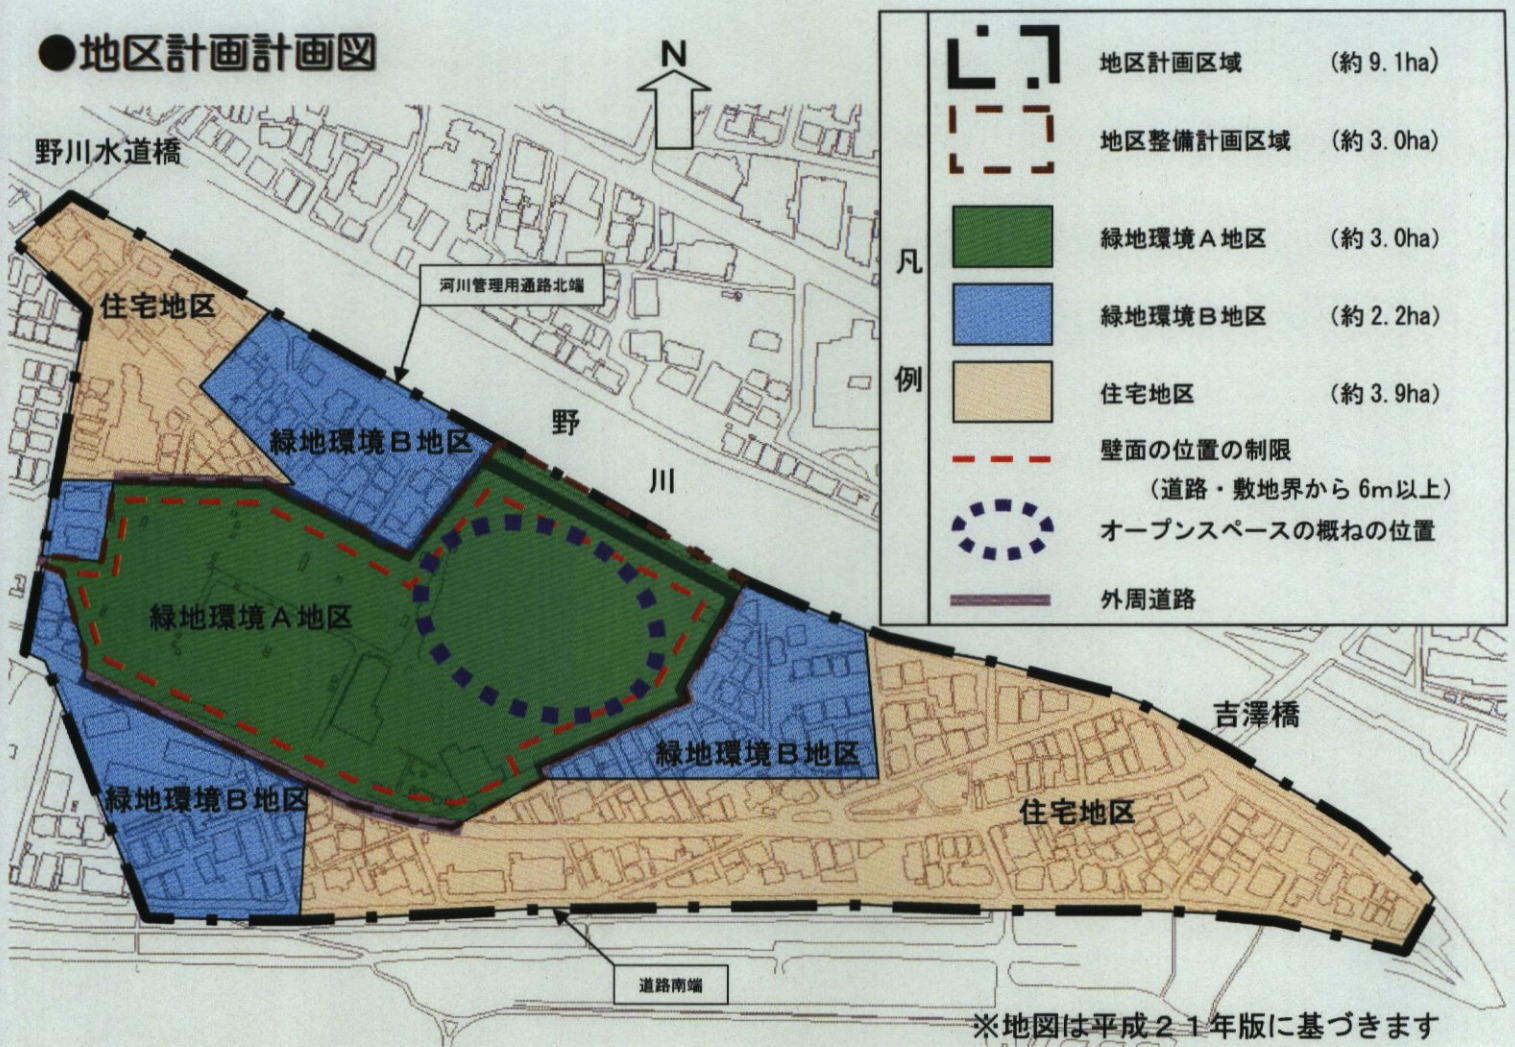 ●地区計画計画図
N
野川水道橋
住宅地区
河川管理用通路北端
緑地環境B地区
野
川
緑地環境A地区
緑地環境B地区
緑地環境B地区
吉澤橋
住宅地区
道路南端
※地図は平成21年版に基づきます
凡
例
地区計画区域 (約9.1ha)
地区整備計画区域 (約3.0ha)
緑地環境A地区 (約3.0ha)
緑地環境B地区 (約2.2ha)
住宅地区 (約3.9ha)
壁面の位置の制限
(道路・敷地界から6m以上)
オープンスペースの概ねの位置
外周道路